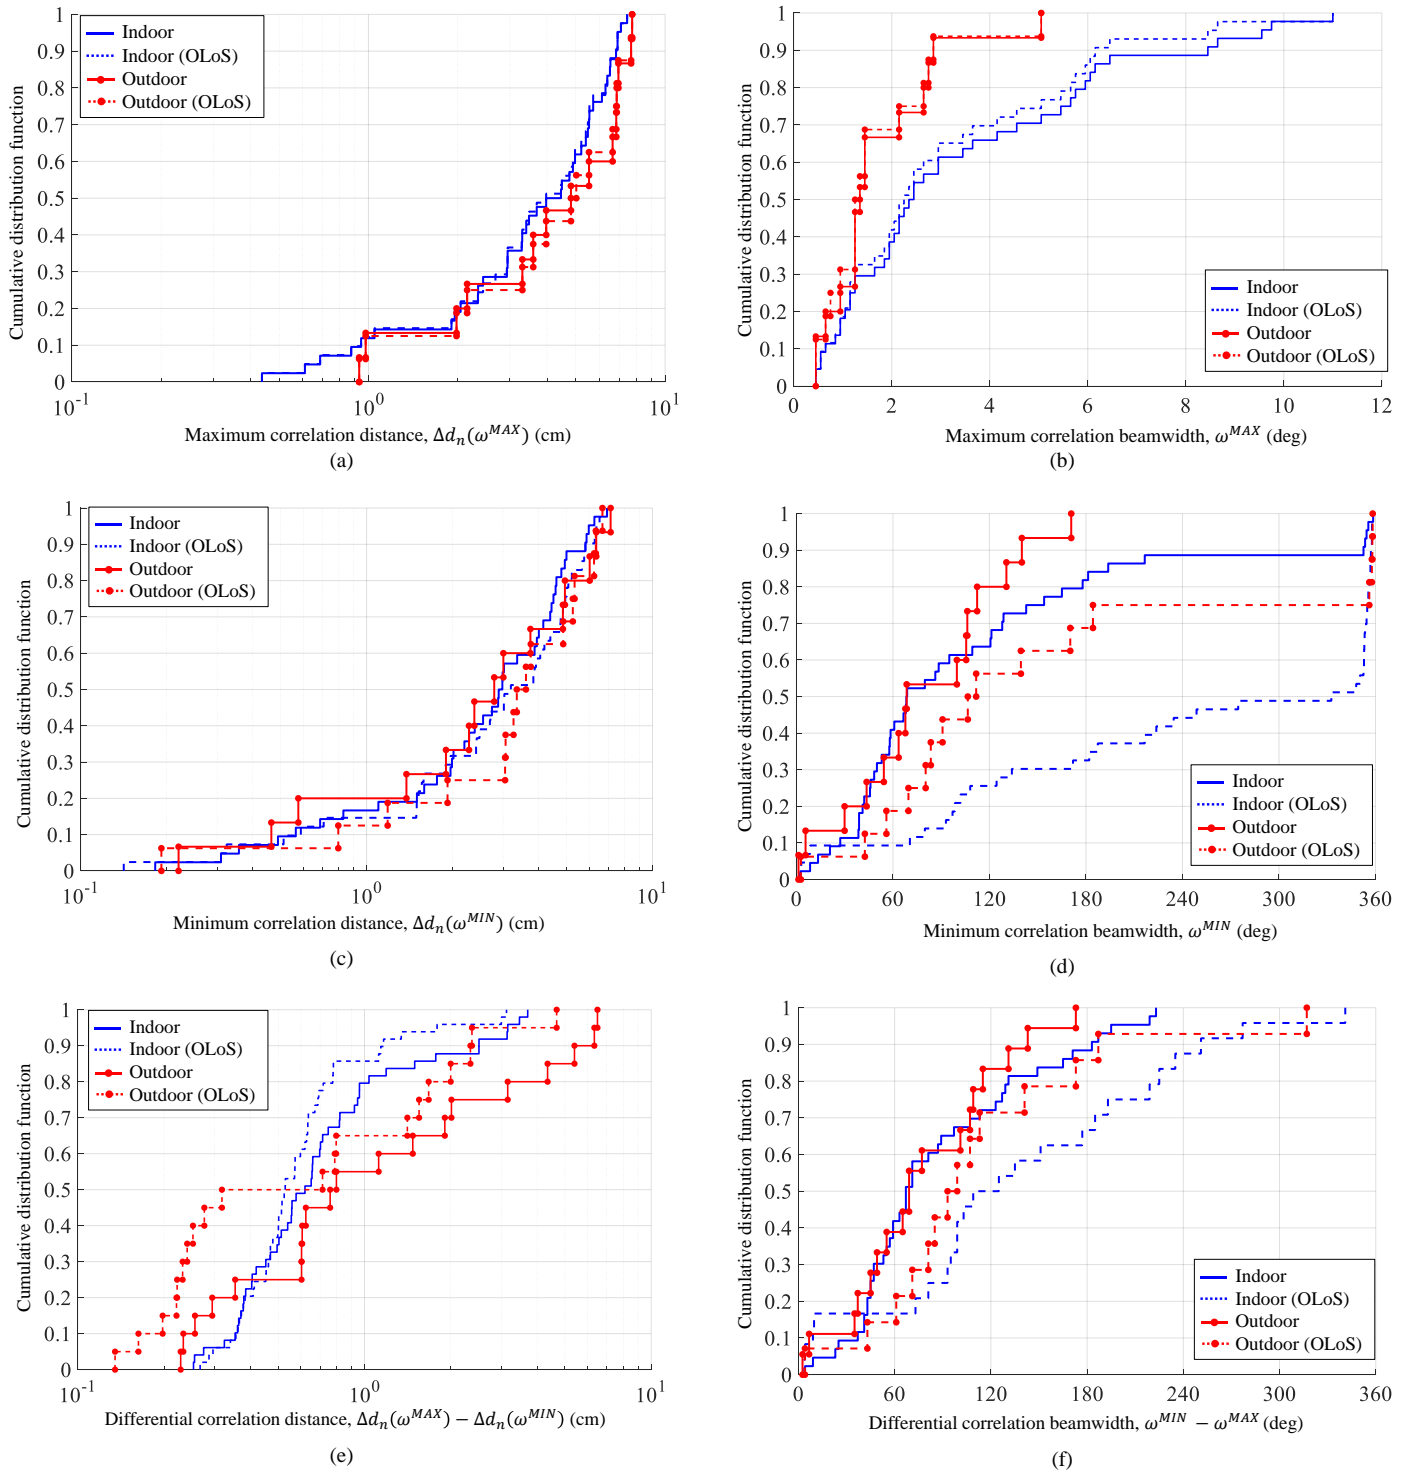 Cumulative distribution function
1
0.9
0.8
0.7
0.6
0.5
0.4
0.3
0.2
0.1
0
Indoor
Indoor (OLoS)
Outdoor
Outdoor (OLoS)
10^-1 10^0 10^1
Maximum correlation distance, Δd_n(ω^MAX) (cm)
(a)
Cumulative distribution function
1
0.9
0.8
0.7
0.6
0.5
0.4
0.3
0.2
0.1
0
Indoor
Indoor (OLoS)
Outdoor
Outdoor (OLoS)
0 2 4 6 8 10 12
Maximum correlation beamwidth, ω^MAX (deg)
(b)
Cumulative distribution function
1
0.9
0.8
0.7
0.6
0.5
0.4
0.3
0.2
0.1
0
Indoor
Indoor (OLoS)
Outdoor
Outdoor (OLoS)
10^-1 10^0 10^1
Minimum correlation distance, Δd_n(ω^MIN) (cm)
(c)
Cumulative distribution function
1
0.9
0.8
0.7
0.6
0.5
0.4
0.3
0.2
0.1
0
Indoor
Indoor (OLoS)
Outdoor
Outdoor (OLoS)
0 60 120 180 240 300 360
Minimum correlation beamwidth, ω^MIN (deg)
(d)
Cumulative distribution function
1
0.9
0.8
0.7
0.6
0.5
0.4
0.3
0.2
0.1
0
Indoor
Indoor (OLoS)
Outdoor
Outdoor (OLoS)
10^-1 10^0 10^1
Differential correlation distance, Δd_n(ω^MAX) − Δd_n(ω^MIN) (cm)
(e)
Cumulative distribution function
1
0.9
0.8
0.7
0.6
0.5
0.4
0.3
0.2
0.1
0
Indoor
Indoor (OLoS)
Outdoor
Outdoor (OLoS)
0 60 120 180 240 300 360
Differential correlation beamwidth, ω^MIN − ω^MAX (deg)
(f)